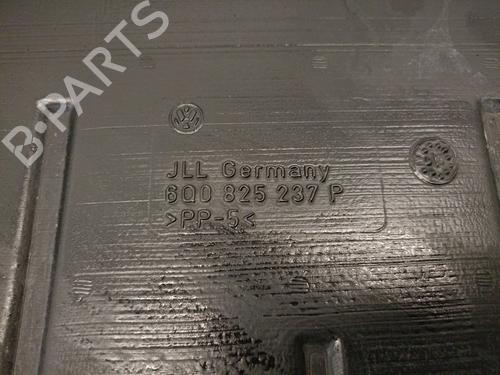 B·PARTS
JLL Germany
6Q0 825 237 P
>PP-5<